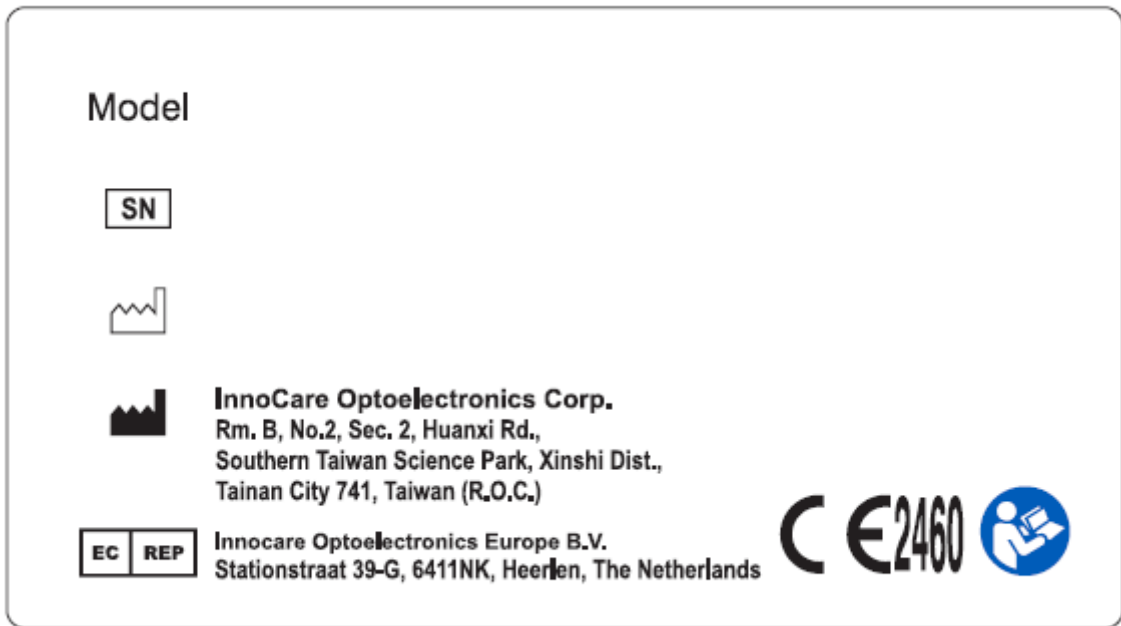 Model
SN
InnoCare Optoelectronics Corp.
Rm. B, No.2, Sec. 2, Huanxi Rd.,
Southern Taiwan Science Park, Xinshi Dist.,
Tainan City 741, Taiwan (R.O.C.)
EC REP
Innocare Optoelectronics Europe B.V.
Stationstraat 39-G, 6411NK, Heerlen, The Netherlands
CE2460